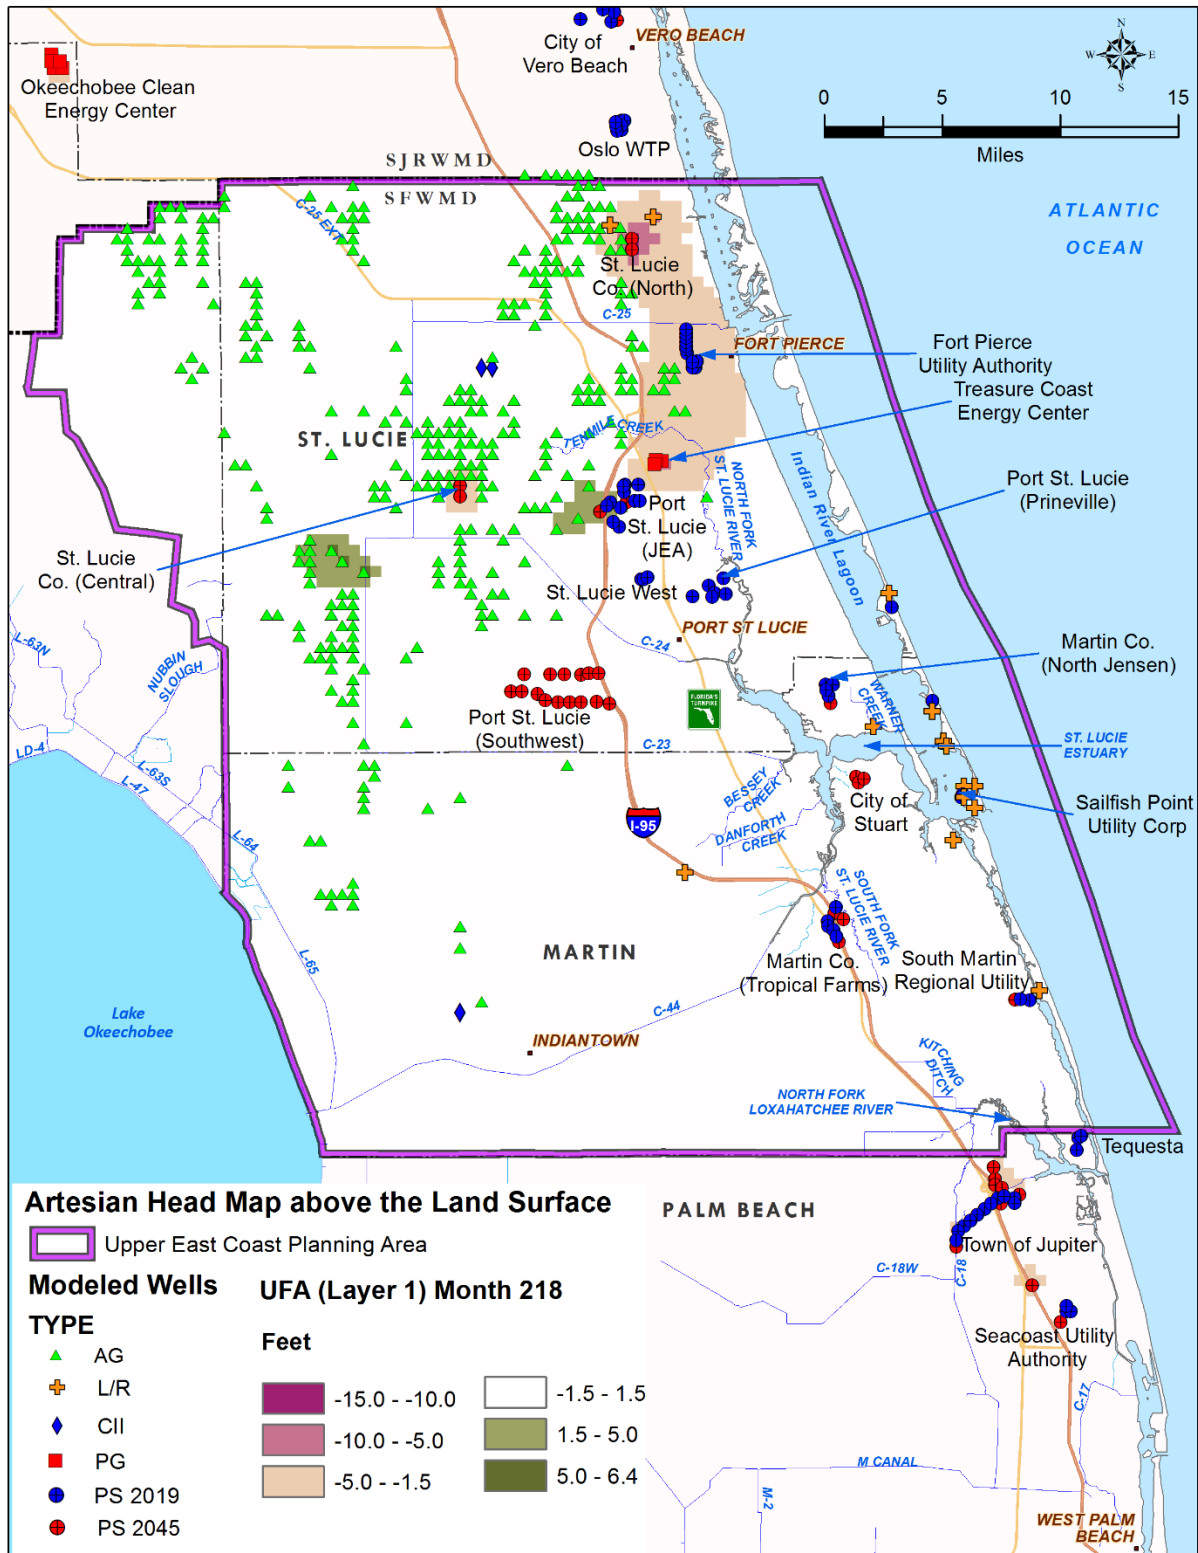 City of
Vero Beach
VERO BEACH
N
W
E
S
0
5
10
15
Miles
Okeechobee Clean
Energy Center
Oslo WTP
SJRWMD
SFWMD
C-25 EXT
ATLANTIC
OCEAN
St. Lucie
Co. (North)
C-25
FORT PIERCE
Fort Pierce
Utility Authority
Treasure Coast
Energy Center
ST. LUCIE
TENMILE CREEK
NORTH FORK
ST. LUCIE RIVER
Indian River Lagoon
Port St. Lucie
(Prineville)
Port
St. Lucie
(JEA)
St. Lucie
Co. (Central)
St. Lucie West
PORT ST LUCIE
C-24
L-63N
NUBBIN
SLOUGH
Martin Co.
(North Jensen)
WARNER
CREEK
FLORIDA'S
TURNPIKE
Port St. Lucie
(Southwest)
C-23
ST. LUCIE
ESTUARY
LD-4
L-63S
L-47
BESSEY
CREEK
City of
Stuart
Sailfish Point
Utility Corp
I-95
DANFORTH
CREEK
L-64
SOUTH FORK
ST. LUCIE RIVER
L-65
MARTIN
Martin Co.
(Tropical Farms)
South Martin
Regional Utility
Lake
Okeechobee
C-44
INDIANTOWN
KITCHING
DITCH
NORTH FORK
LOXAHATCHEE RIVER
Tequesta
PALM BEACH
Town of Jupiter
C-18W
C-18
Seacoast Utility
Authority
C-17
M CANAL
M-2
WEST PALM
BEACH
Artesian Head Map above the Land Surface
Upper East Coast Planning Area
Modeled Wells
TYPE
AG
L/R
CII
PG
PS 2019
PS 2045
UFA (Layer 1) Month 218
Feet
-15.0 - -10.0
-10.0 - -5.0
-5.0 - -1.5
-1.5 - 1.5
1.5 - 5.0
5.0 - 6.4